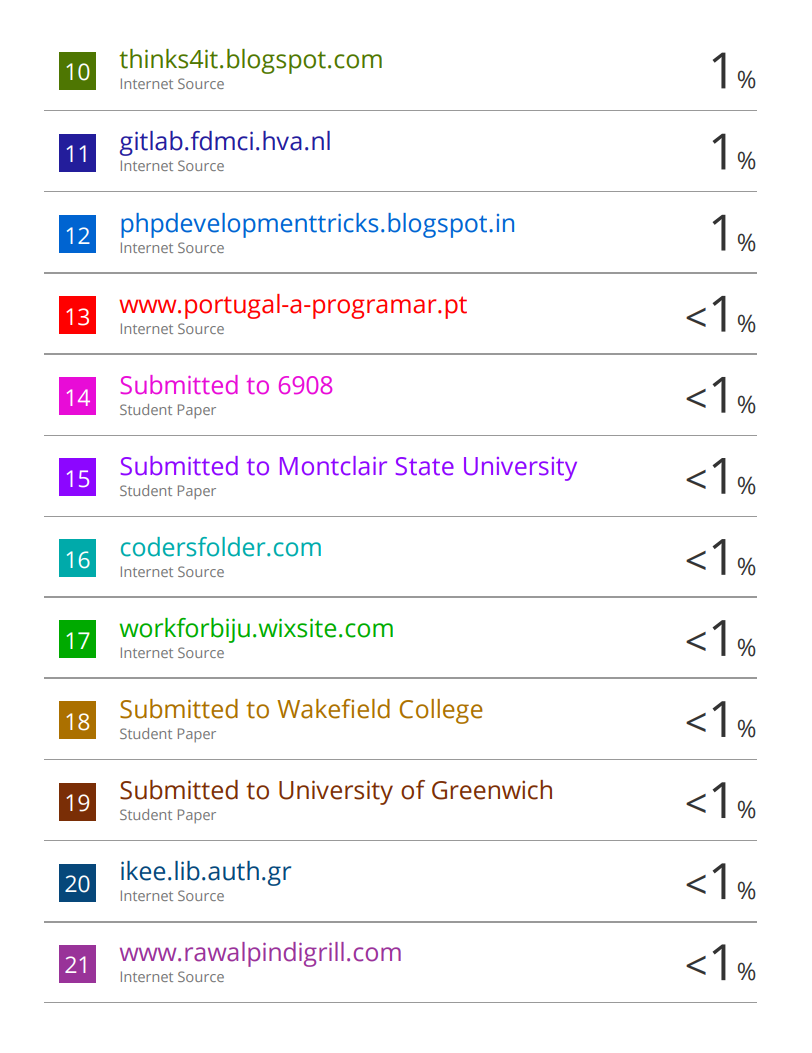 10 thinks4it.blogspot.com 1%
Internet Source
11 gitlab.fdmci.hva.nl 1%
Internet Source
12 phpdevelopmenttricks.blogspot.in 1%
Internet Source
13 www.portugal-a-programar.pt <1%
Internet Source
14 Submitted to 6908 <1%
Student Paper
15 Submitted to Montclair State University <1%
Student Paper
16 codersfolder.com <1%
Internet Source
17 workforbiju.wixsite.com <1%
Internet Source
18 Submitted to Wakefield College <1%
Student Paper
19 Submitted to University of Greenwich <1%
Student Paper
20 ikee.lib.auth.gr <1%
Internet Source
21 www.rawalpindigrill.com <1%
Internet Source